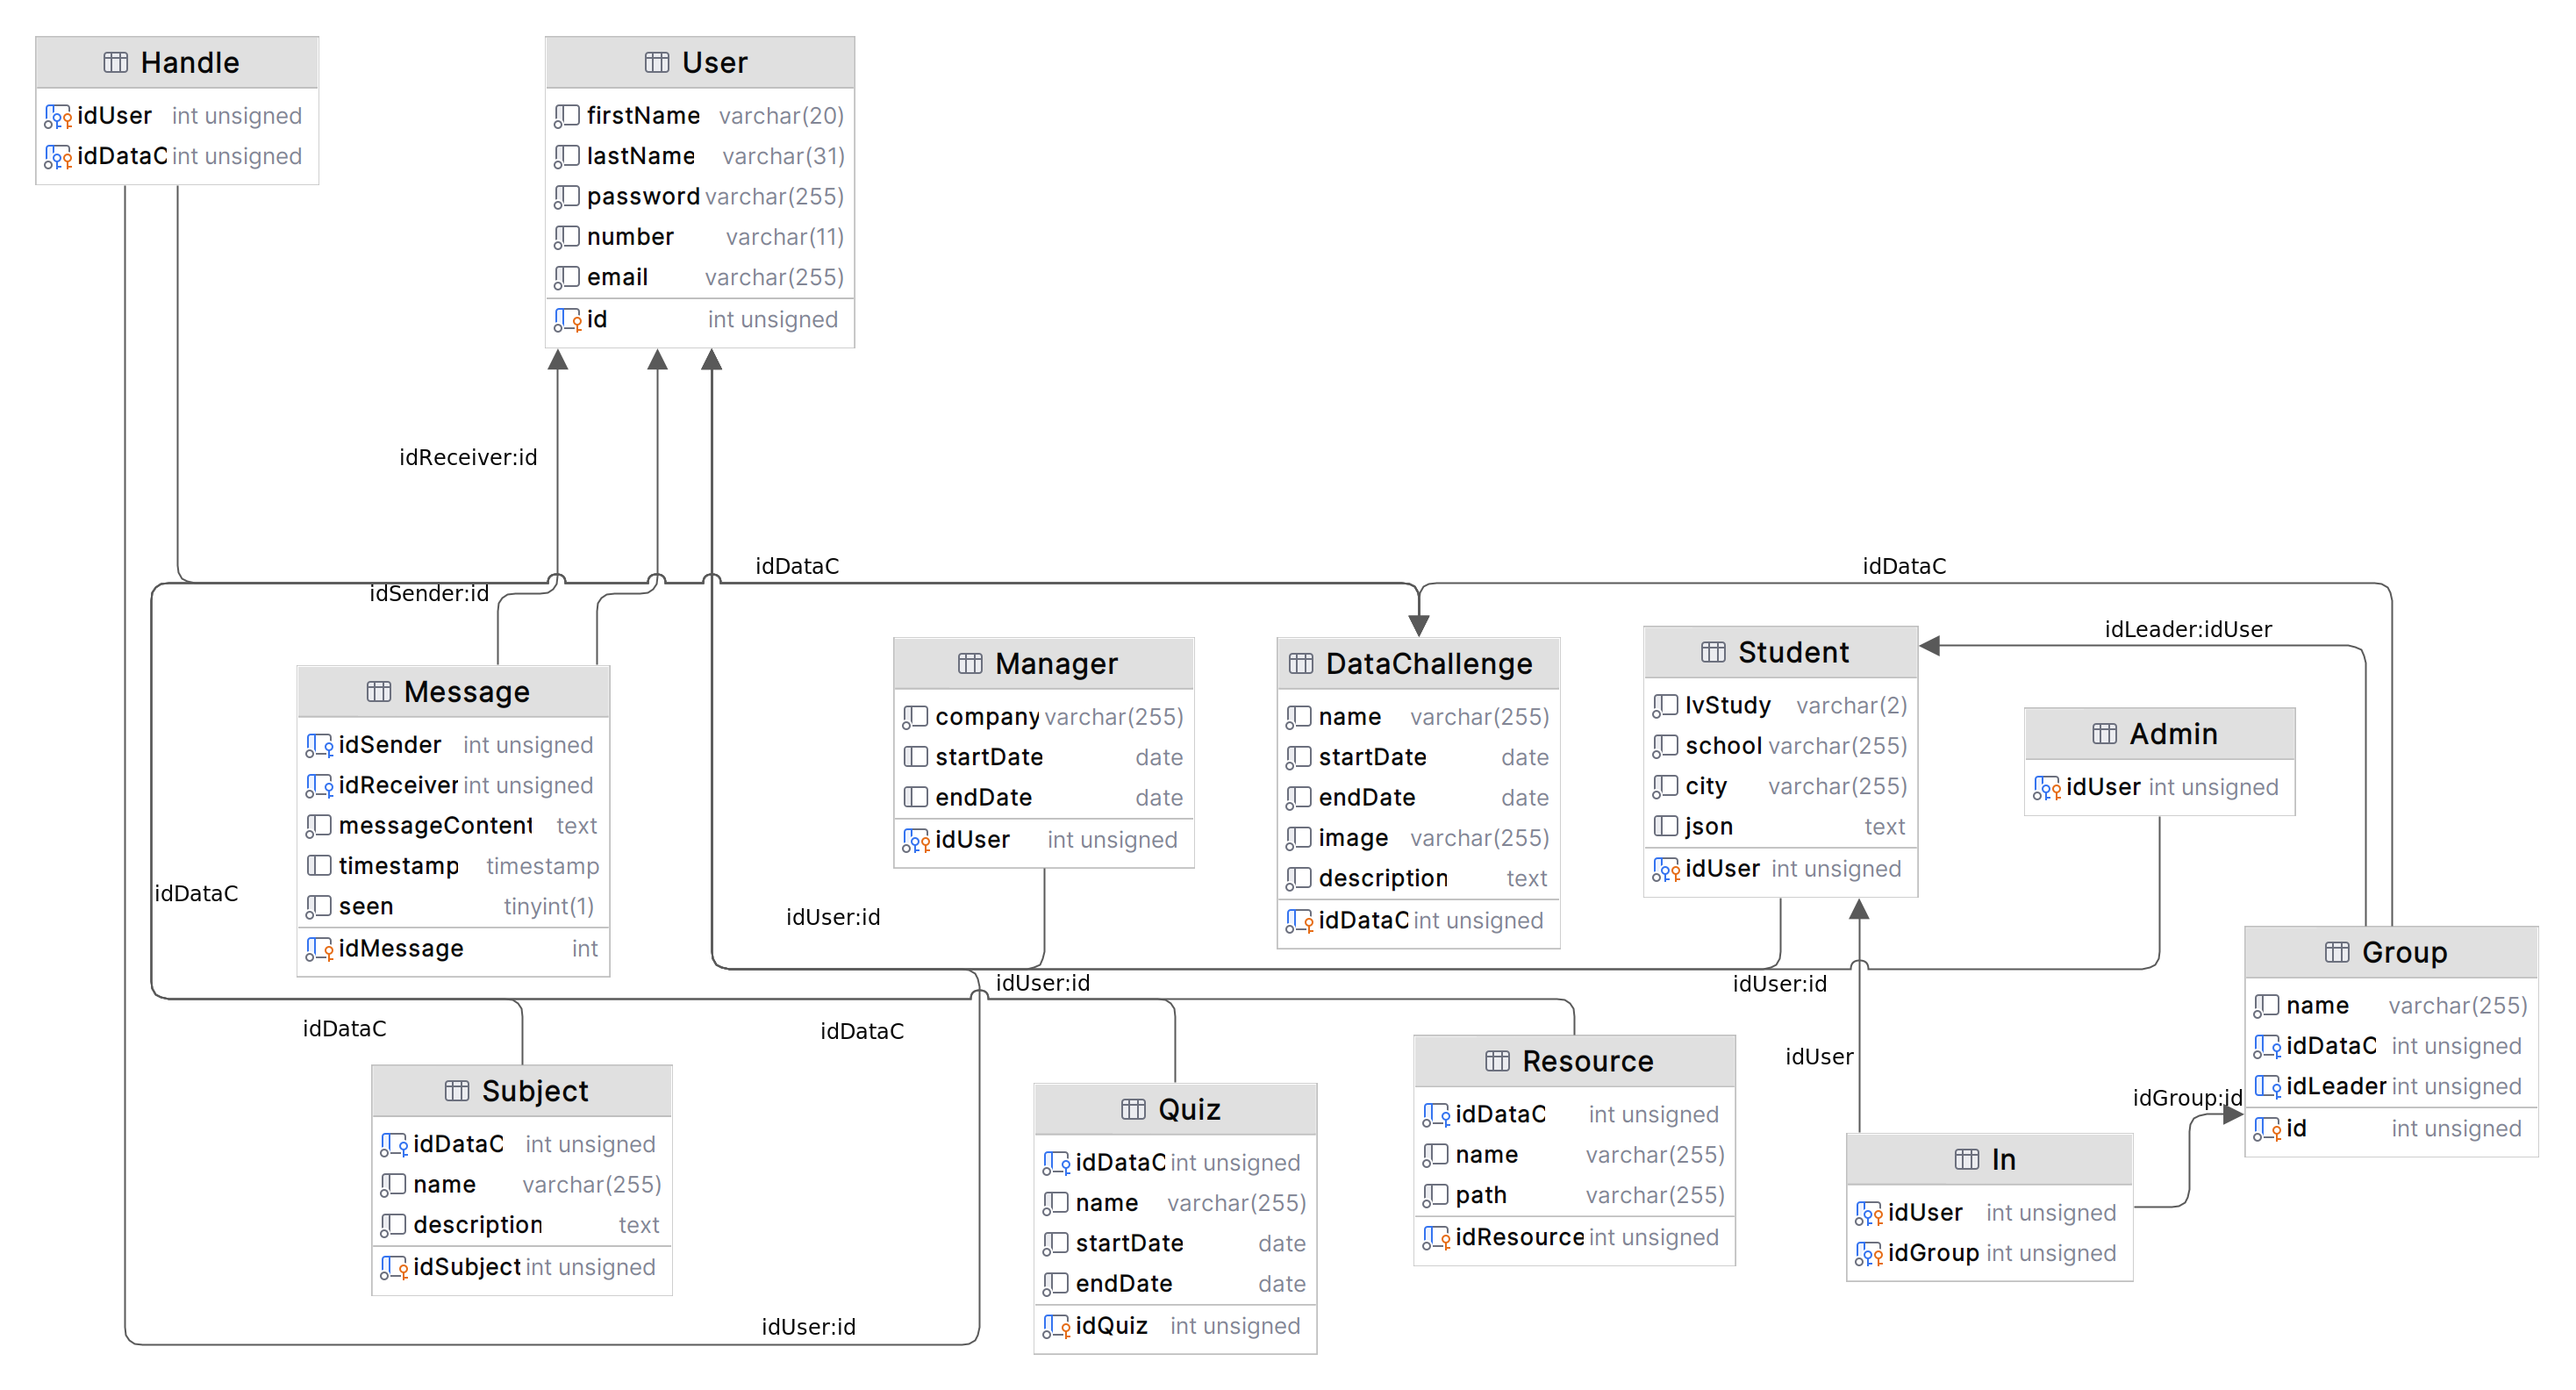 Handle
idUser int unsigned
idDataC int unsigned
User
firstName varchar(20)
lastName varchar(31)
password varchar(255)
number varchar(11)
email varchar(255)
id int unsigned
idReceiver:id
idSender:id
idDataC
idDataC
idLeader:idUser
Message
idSender int unsigned
idReceiver int unsigned
messageContent text
timestamp timestamp
seen tinyint(1)
idMessage int
Manager
company varchar(255)
startDate date
endDate date
idUser int unsigned
DataChallenge
name varchar(255)
startDate date
endDate date
image varchar(255)
description text
idDataC int unsigned
Student
lvStudy varchar(2)
school varchar(255)
city varchar(255)
json text
idUser int unsigned
Admin
idUser int unsigned
Group
name varchar(255)
idDataC int unsigned
idLeader int unsigned
id int unsigned
idDataC
idUser:id
idUser:id
idUser:id
idDataC
idDataC
idUser
idGroup:id
Subject
idDataC int unsigned
name varchar(255)
description text
idSubject int unsigned
Quiz
idDataC int unsigned
name varchar(255)
startDate date
endDate date
idQuiz int unsigned
Resource
idDataC int unsigned
name varchar(255)
path varchar(255)
idResource int unsigned
In
idUser int unsigned
idGroup int unsigned
idUser:id